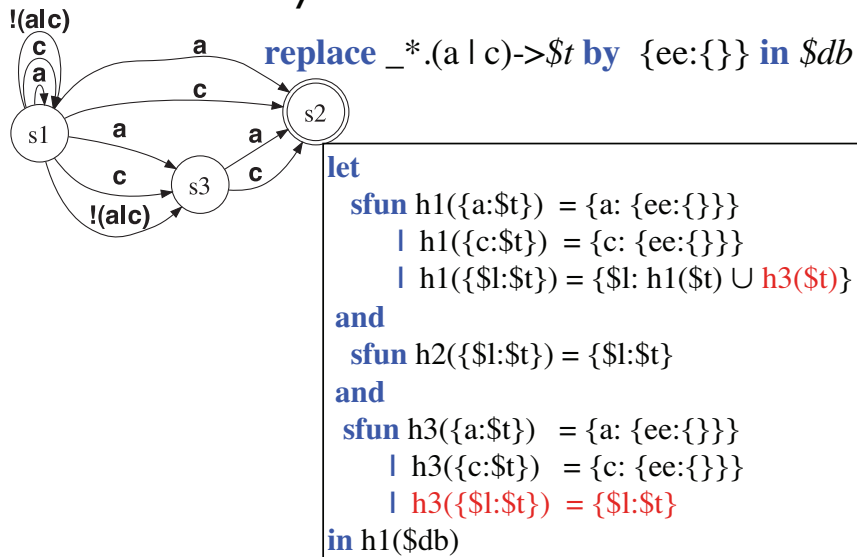 replace _*.(a | c)->$t by {ee:{}} in $db
!(a|c)
c
a
s1
a
c
s2
a
a
s3
c
c
!(a|c)
let
sfun h1({a:$t}) = {a: {ee:{}}}
| h1({c:$t}) = {c: {ee:{}}}
| h1({$l:$t}) = {$l: h1($t) ∪ h3($t)}
and
sfun h2({$l:$t}) = {$l:$t}
and
sfun h3({a:$t}) = {a: {ee:{}}}
| h3({c:$t}) = {c: {ee:{}}}
| h3({$l:$t}) = {$l:$t}
in h1($db)